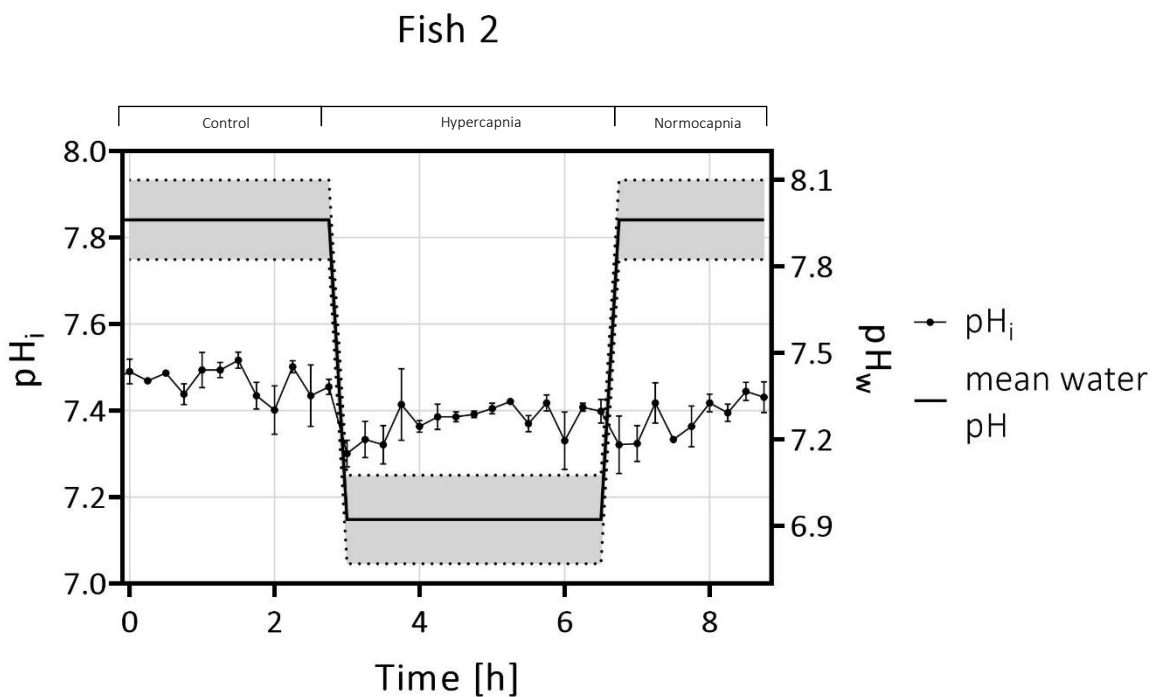 Fish 2
Control Hypercapnia Normocapnia
8.0
7.8
7.6
7.4
7.2
7.0
pHi
8.1
7.8
7.5
7.2
6.9
pHw
0 2 4 6 8
Time [h]
pHi
mean water
pH